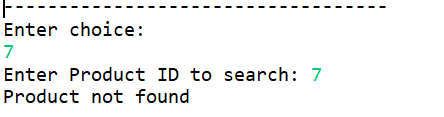 ------------------------------------
Enter choice:
7
Enter Product ID to search: 7
Product not found